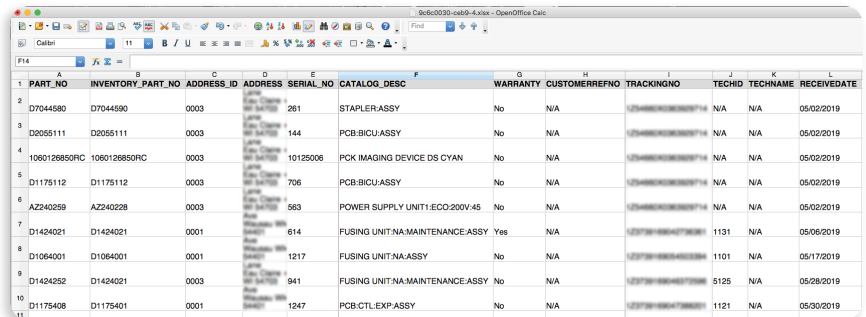 9c6c0030-ceb9-4.xlsx - OpenOffice Calc
Find
Calibri 11
F14
A B C D E F G H I J K L
1 PART_NO INVENTORY_PART_NO ADDRESS_ID ADDRESS SERIAL_NO CATALOG_DESC WARRANTY CUSTOMERREFNO TRACKINGNO TECHID TECHNAME RECEIVEDATE
2 D7044580 D7044590 0003 261 STAPLER:ASSY No N/A N/A N/A 05/02/2019
3 D2055111 D2055111 0003 144 PCB:BICU:ASSY No N/A N/A N/A 05/02/2019
4 1060126850RC 1060126850RC 0003 10125006 PCK IMAGING DEVICE DS CYAN No N/A N/A N/A 05/02/2019
5 D1175112 D1175112 0003 706 PCB:BICU:ASSY No N/A N/A N/A 05/02/2019
6 AZ240259 AZ240228 0003 563 POWER SUPPLY UNIT1:ECO:200V:45 No N/A N/A N/A 05/02/2019
7 D1424021 D1424021 0001 614 FUSING UNIT:NA:MAINTENANCE:ASSY Yes N/A 1131 N/A 05/06/2019
8 D1064001 D1064001 0001 1217 FUSING UNIT:NA:ASSY No N/A 1101 N/A 05/17/2019
9 D1424252 D1424021 0003 941 FUSING UNIT:NA:MAINTENANCE:ASSY No N/A 5125 N/A 05/28/2019
10 D1175408 D1175401 0001 1247 PCB:CTL:EXP:ASSY No N/A 1121 N/A 05/30/2019
11